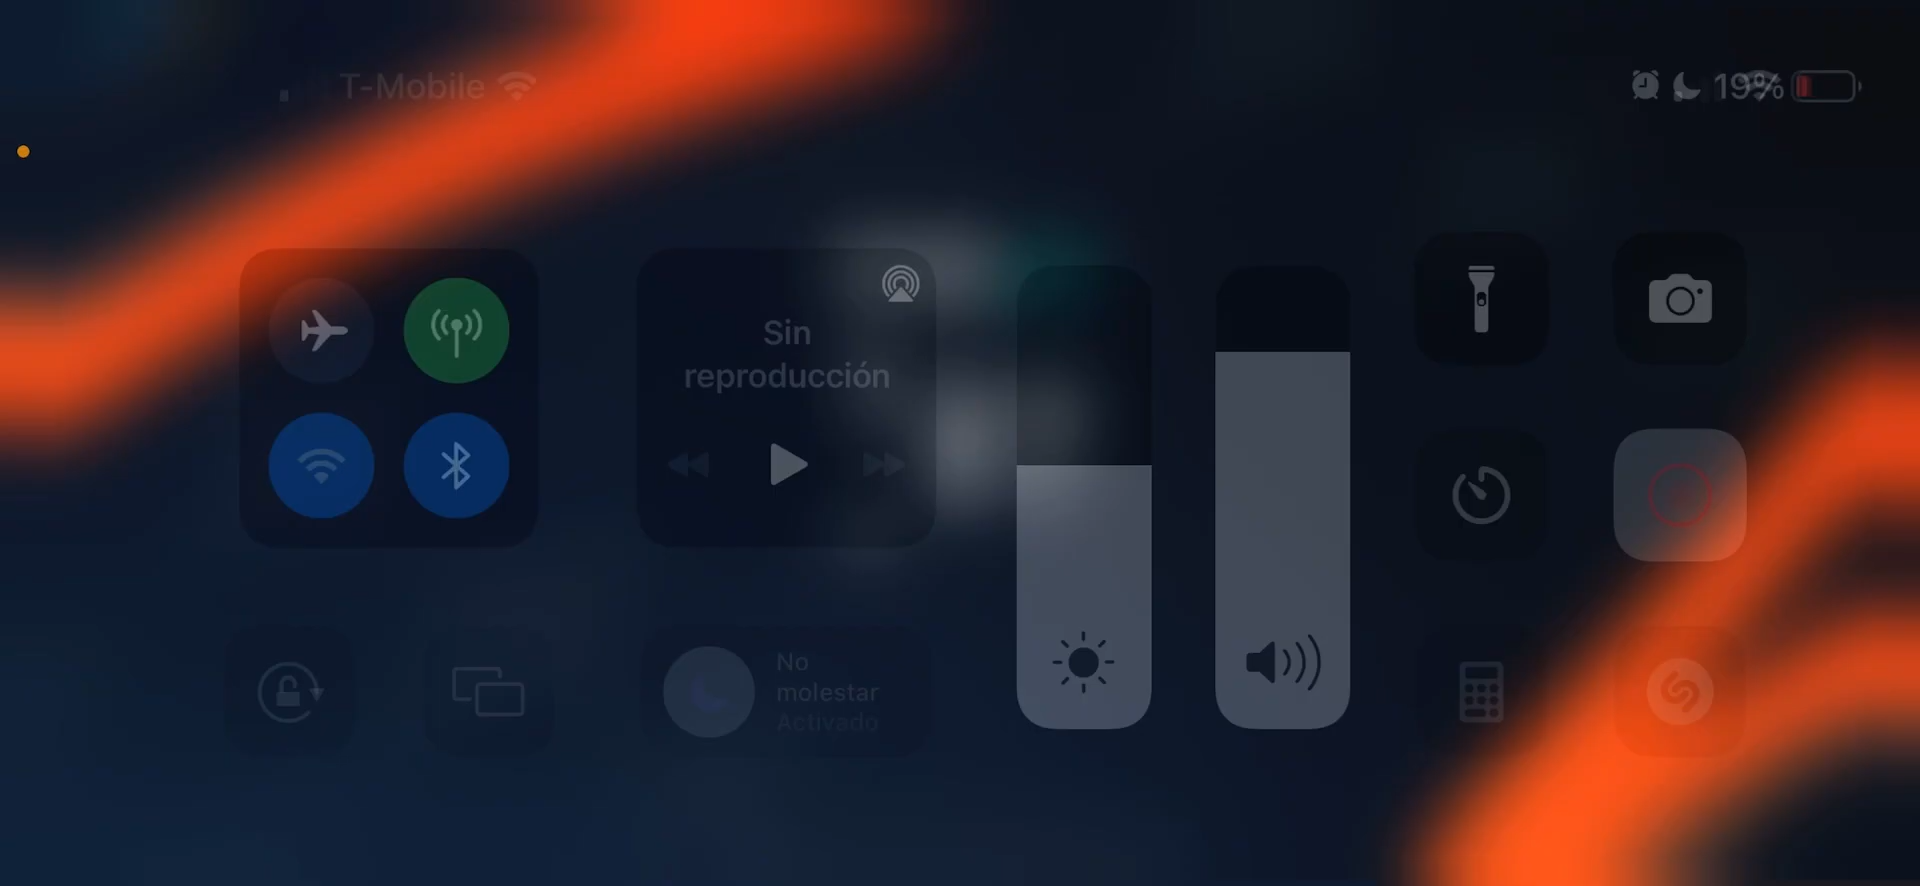 T-Mobile
19%
Sin
reproducción
No
molestar
Activado